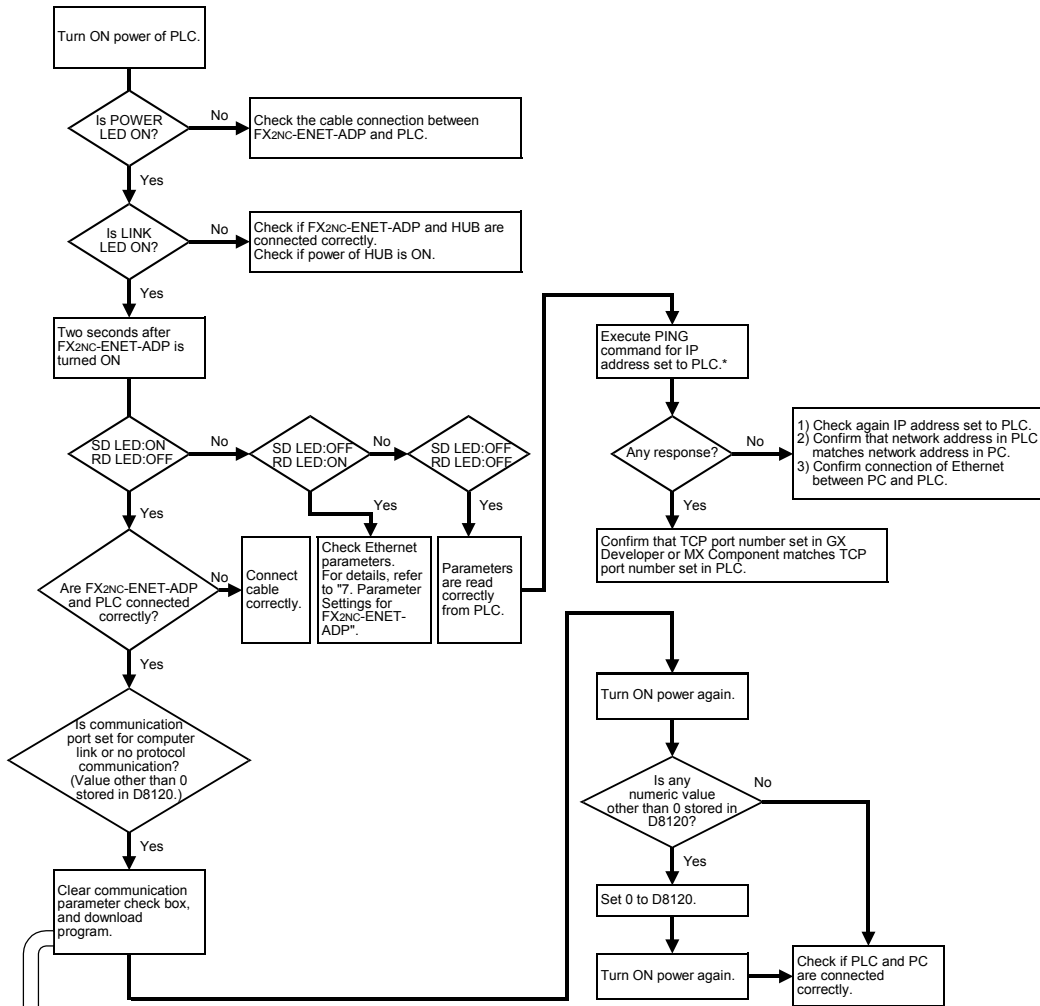 Turn ON power of PLC.
Is POWER
LED ON?
No
Check the cable connection between
FX2NC-ENET-ADP and PLC.
Yes
Is LINK
LED ON?
No
Check if FX2NC-ENET-ADP and HUB are
connected correctly.
Check if power of HUB is ON.
Yes
Two seconds after
FX2NC-ENET-ADP is
turned ON
SD LED:ON
RD LED:OFF
No
SD LED:OFF
RD LED:ON
No
SD LED:OFF
RD LED:OFF
Yes
Yes
Yes
Are FX2NC-ENET-ADP
and PLC connected
correctly?
No
Connect
cable
correctly.
Check Ethernet
parameters.
For details, refer
to "7. Parameter
Settings for
FX2NC-ENET-
ADP".
Parameters
are read
correctly
from PLC.
Yes
Is communication
port set for computer
link or no protocol
communication?
(Value other than 0
stored in D8120.)
Yes
Clear communication
parameter check box,
and download
program.
Execute PING
command for IP
address set to PLC.*
Any response?
No
1) Check again IP address set to PLC.
2) Confirm that network address in PLC
matches network address in PC.
3) Confirm connection of Ethernet
between PC and PLC.
Yes
Confirm that TCP port number set in GX
Developer or MX Component matches TCP
port number set in PLC.
Turn ON power again.
Is any
numeric value
other than 0 stored in
D8120?
No
Yes
Set 0 to D8120.
Turn ON power again.
Check if PLC and PC
are connected
correctly.